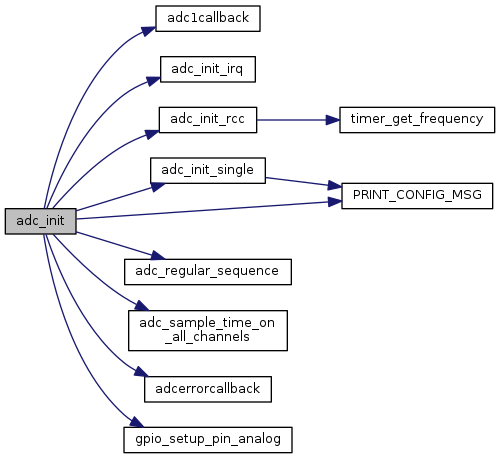 adc1callback
adc_init_irq
adc_init_rcc
timer_get_frequency
adc_init_single
PRINT_CONFIG_MSG
adc_init
adc_regular_sequence
adc_sample_time_on
_all_channels
adcerrorcallback
gpio_setup_pin_analog